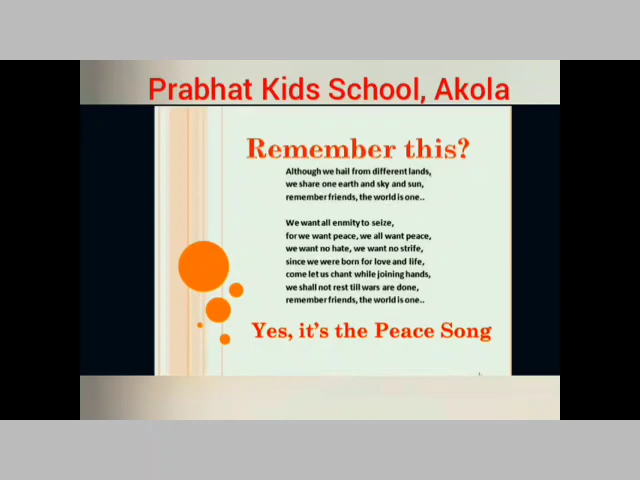 Prabhat Kids School, Akola
Remember this?
Although we hail from different lands,
we share one earth and sky and sun,
remember friends, the world is one..
We want all enmity to seize,
for we want peace, we all want peace,
we want no hate, we want no strife,
since we were born for love and life,
come let us chant while joining hands,
we shall not rest till wars are done,
remember friends, the world is one..
Yes, it's the Peace Song